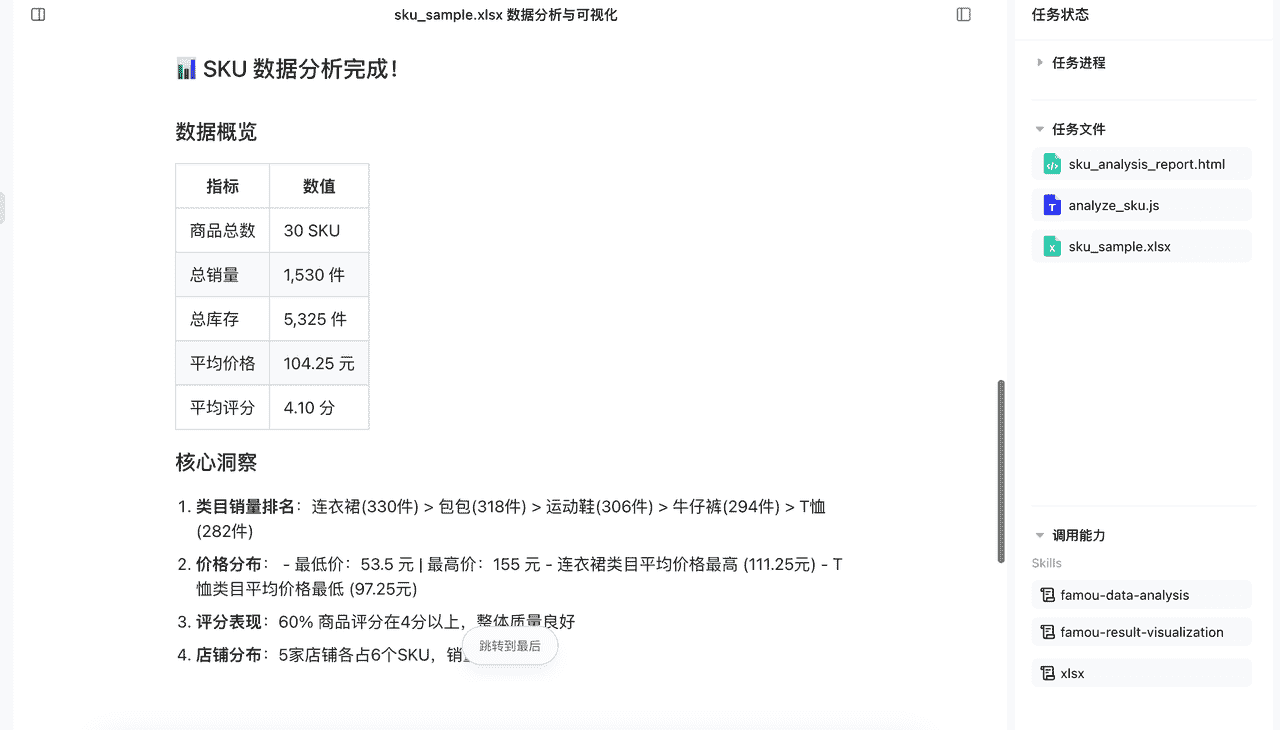 sku_sample.xlsx 数据分析与可视化
📊 SKU 数据分析完成！
数据概览
指标 数值
商品总数 30 SKU
总销量 1,530 件
总库存 5,325 件
平均价格 104.25 元
平均评分 4.10 分
核心洞察
1. 类目销量排名：连衣裙(330件) > 包包(318件) > 运动鞋(306件) > 牛仔裤(294件) > T恤
(282件)
2. 价格分布： - 最低价：53.5 元 | 最高价：155 元 - 连衣裙类目平均价格最高 (111.25元) - T
恤类目平均价格最低 (97.25元)
3. 评分表现：60% 商品评分在4分以上，整体质量良好
4. 店铺分布：5家店铺各占6个SKU，销
跳转到最后
任务状态
任务进程
任务文件
sku_analysis_report.html
analyze_sku.js
sku_sample.xlsx
调用能力
Skills
famou-data-analysis
famou-result-visualization
xlsx